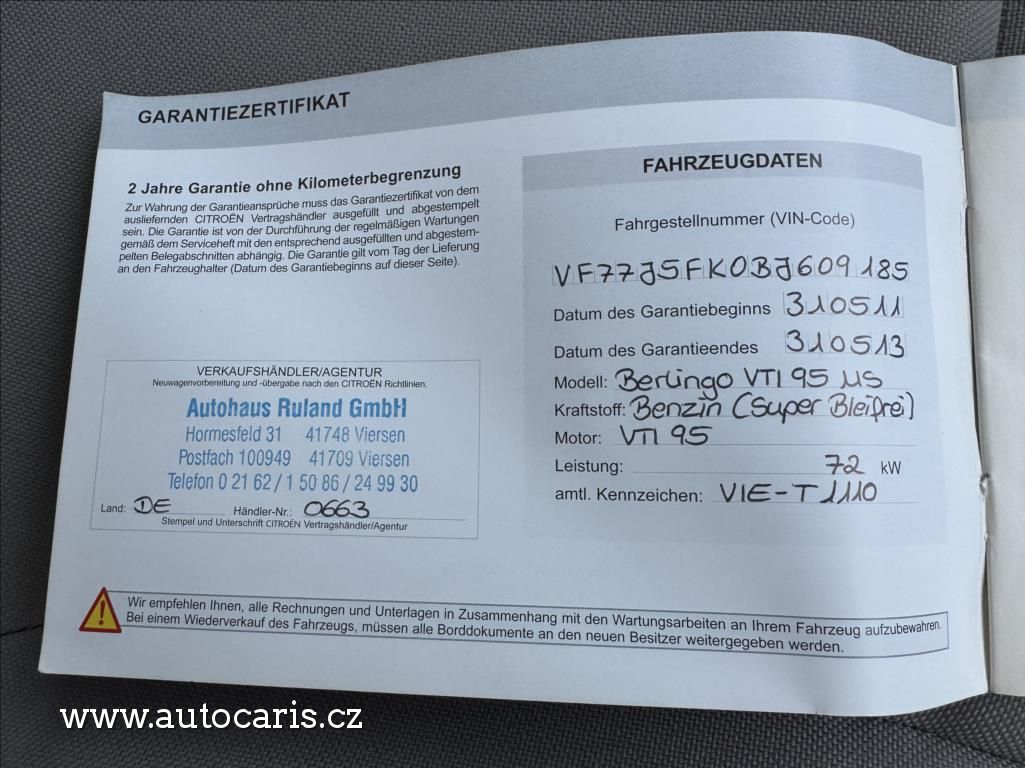 GARANTIEZERTIFIKAT
2 Jahre Garantie ohne Kilometerbegrenzung
Zur Wahrung der Garantieansprüche muss das Garantiezertifikat von dem
ausliefernden CITROËN Vertragshändler ausgefüllt und abgestempelt
sein. Die Garantie ist von der Durchführung der regelmäßigen Wartungen
gemäß dem Serviceheft mit den entsprechend ausgefüllten und abgestem-
pelten Belegabschnitten abhängig. Die Garantie gilt vom Tag der Lieferung
an den Fahrzeughalter (Datum des Garantiebeginns auf dieser Seite).
VERKAUFSHÄNDLER/AGENTUR
Neuwagenvorbereitung und -übergabe nach den CITROËN Richtlinien.
Autohaus Ruland GmbH
Hormesfeld 31 41748 Viersen
Postfach 100949 41709 Viersen
Telefon 0 21 62 / 1 50 86 / 24 99 30
Land: DE Händler-Nr.: 0663
Stempel und Unterschrift CITROËN Vertragshändler/Agentur
FAHRZEUGDATEN
Fahrgestellnummer (VIN-Code)
VF77J5FK0BJ609185
Datum des Garantiebeginns 310511
Datum des Garantieendes 310513
Modell: Berlingo VTI 95 MS
Kraftstoff: Benzin (Super Bleifrei)
Motor: VTI 95
Leistung: 72 kW
amtl. Kennzeichen: VIE-T1110
Wir empfehlen Ihnen, alle Rechnungen und Unterlagen in Zusammenhang mit den Wartungsarbeiten an Ihrem Fahrzeug aufzubewahren.
Bei einem Wiederverkauf des Fahrzeugs, müssen alle Borddokumente an den neuen Besitzer weitergegeben werden.
www.autocaris.cz